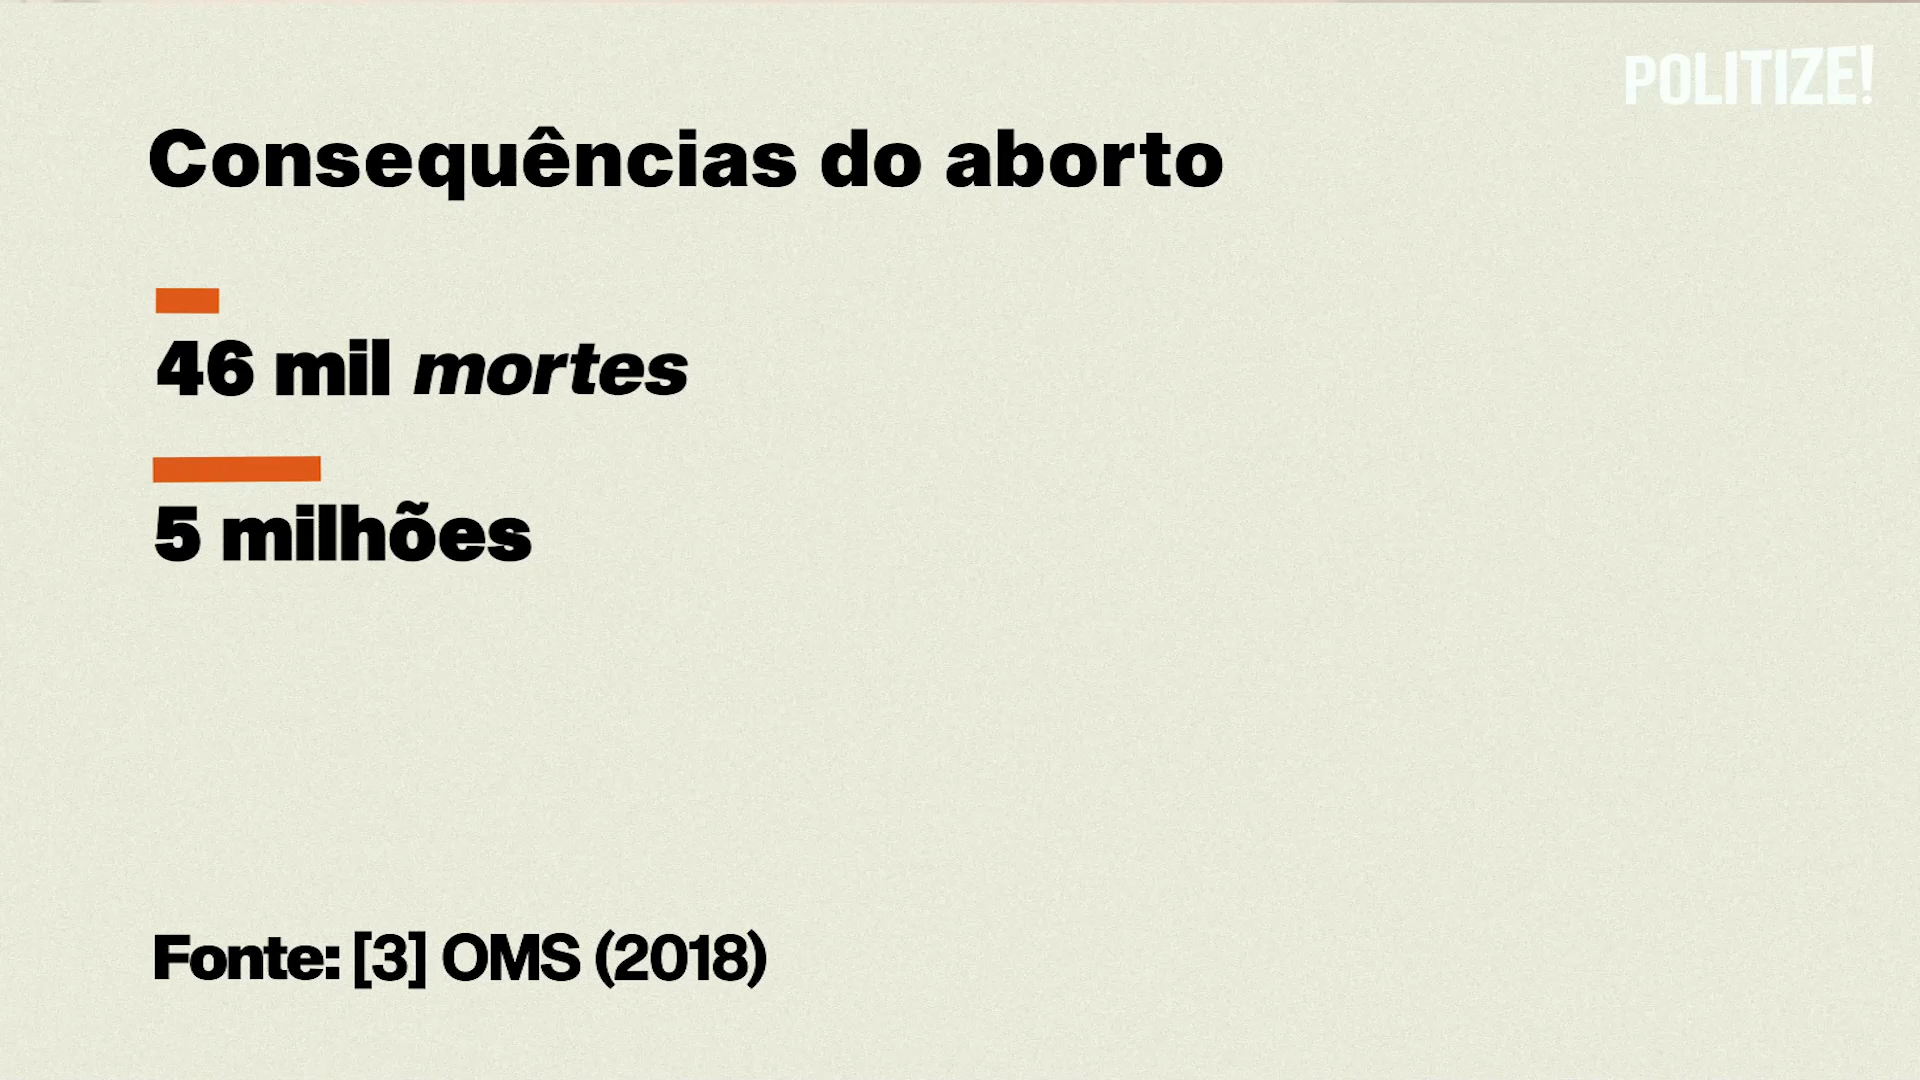 POLITIZE!
Consequências do aborto
46 mil mortes
5 milhões
Fonte: [3] OMS (2018)